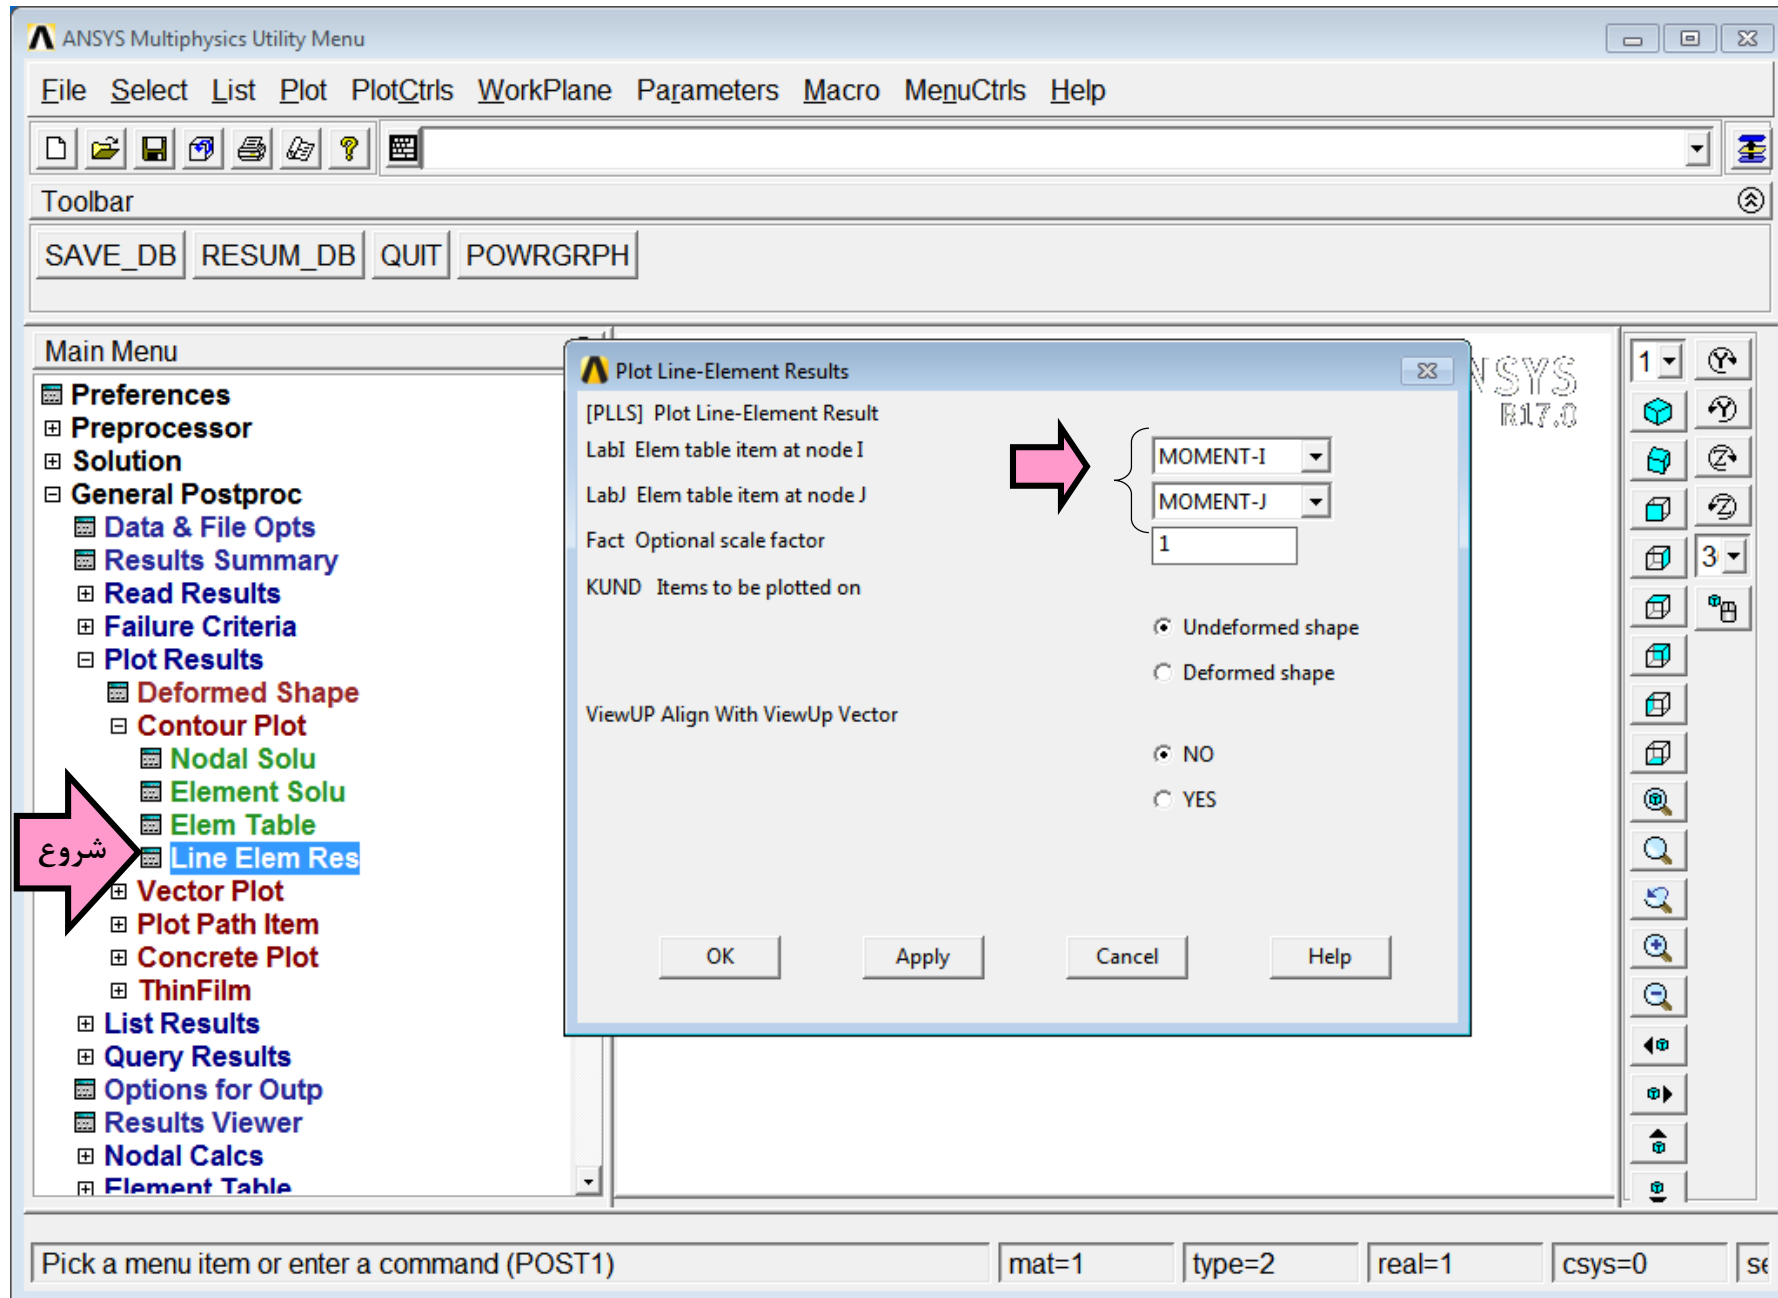 ANSYS Multiphysics Utility Menu
File Select List Plot PlotCtrls WorkPlane Parameters Macro MenuCtrls Help
Toolbar
SAVE_DB RESUM_DB QUIT POWRGRPH
Main Menu
Preferences
Preprocessor
Solution
General Postproc
Data & File Opts
Results Summary
Read Results
Failure Criteria
Plot Results
Deformed Shape
Contour Plot
Nodal Solu
Element Solu
Elem Table
شروع
Line Elem Res
Vector Plot
Plot Path Item
Concrete Plot
ThinFilm
List Results
Query Results
Options for Outp
Results Viewer
Nodal Calcs
Element Table
Plot Line-Element Results
[PLLS] Plot Line-Element Result
LabI Elem table item at node I
MOMENT-I
LabJ Elem table item at node J
MOMENT-J
Fact Optional scale factor
1
KUND Items to be plotted on
Undeformed shape
Deformed shape
ViewUP Align With ViewUp Vector
NO
YES
OK Apply Cancel Help
NSYS
R17.0
1
3
Pick a menu item or enter a command (POST1)
mat=1 type=2 real=1 csys=0 se